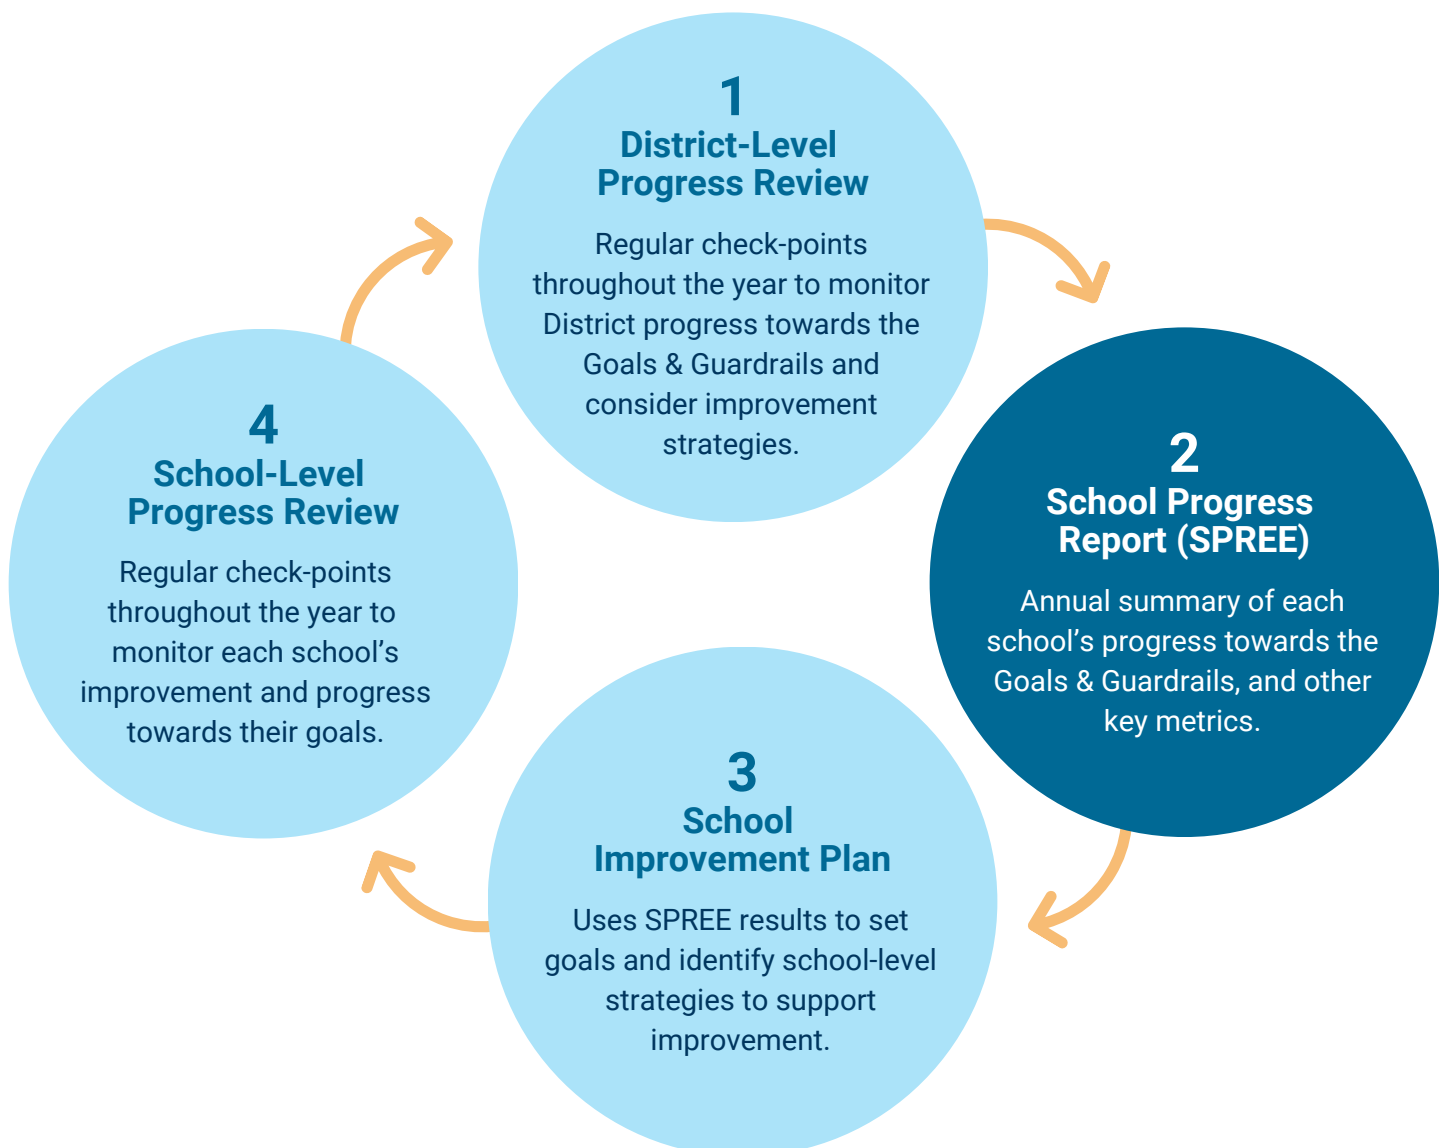 1
District-Level
Progress Review
Regular check-points
throughout the year to monitor
District progress towards the
Goals & Guardrails and
consider improvement
strategies.
2
School Progress
Report (SPREE)
Annual summary of each
school’s progress towards the
Goals & Guardrails, and other
key metrics.
3
School
Improvement Plan
Uses SPREE results to set
goals and identify school-level
strategies to support
improvement.
4
School-Level
Progress Review
Regular check-points
throughout the year to
monitor each school’s
improvement and progress
towards their goals.